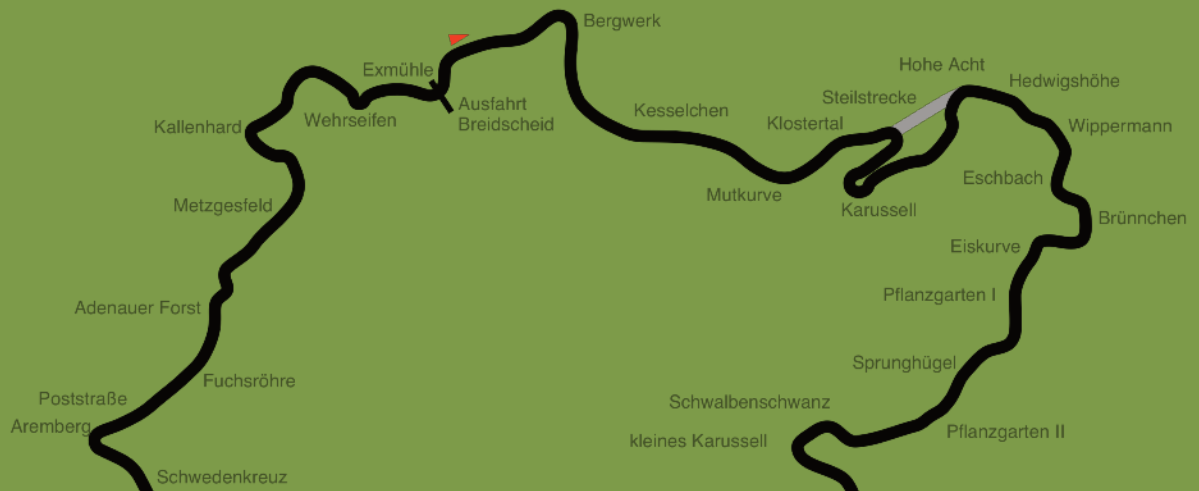 Bergwerk
Hohe Acht
Exmühle
Hedwigshöhe
Steilstrecke
Ausfahrt
Breidscheid
Kesselchen
Wehrseifen
Klostertal
Kallenhard
Wippermann
Eschbach
Mutkurve
Metzgesfeld
Karussell
Brünnchen
Eiskurve
Pflanzgarten I
Adenauer Forst
Sprunghügel
Fuchsröhre
Poststraße
Schwalbenschwanz
Aremberg
Pflanzgarten II
kleines Karussell
Schwedenkreuz